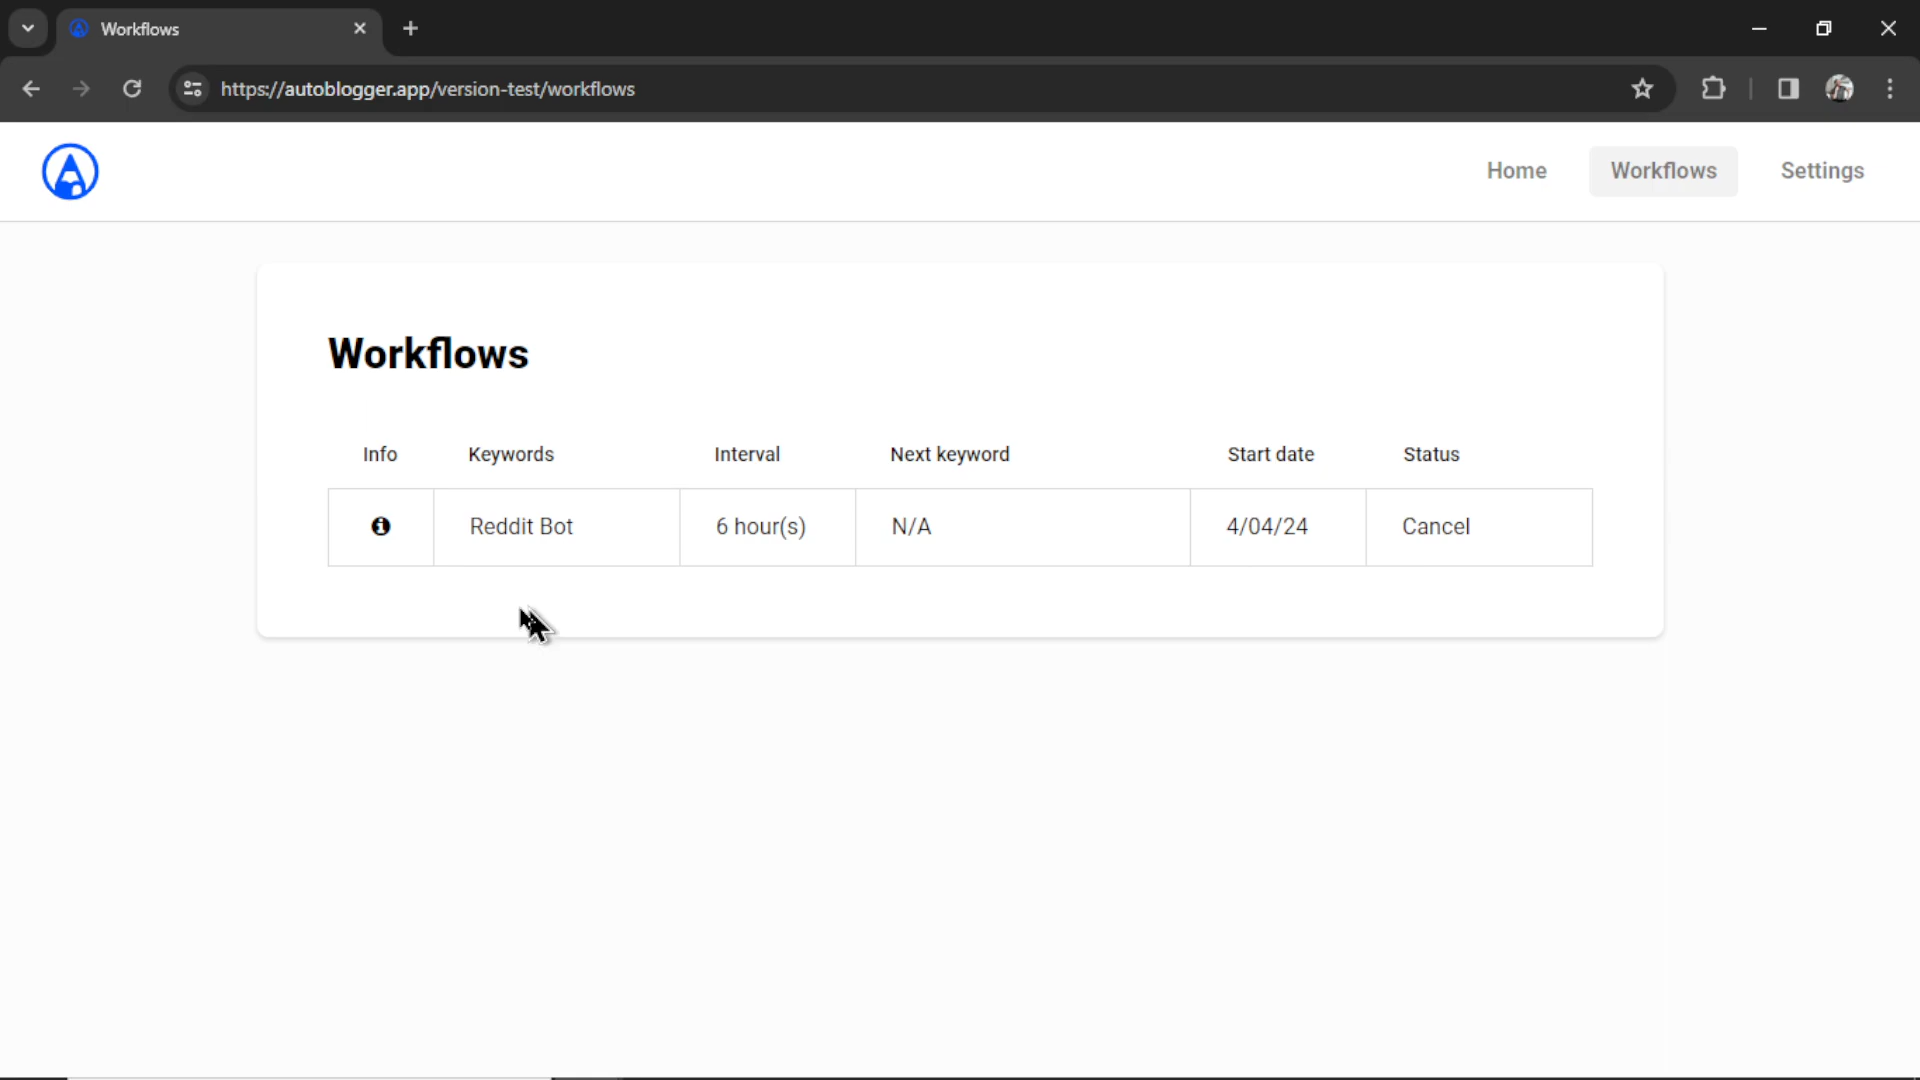 Workflows
https://autoblogger.app/version-test/workflows
Home Workflows Settings
Workflows
Info Keywords Interval Next keyword Start date Status
Reddit Bot 6 hour(s) N/A 4/04/24 Cancel